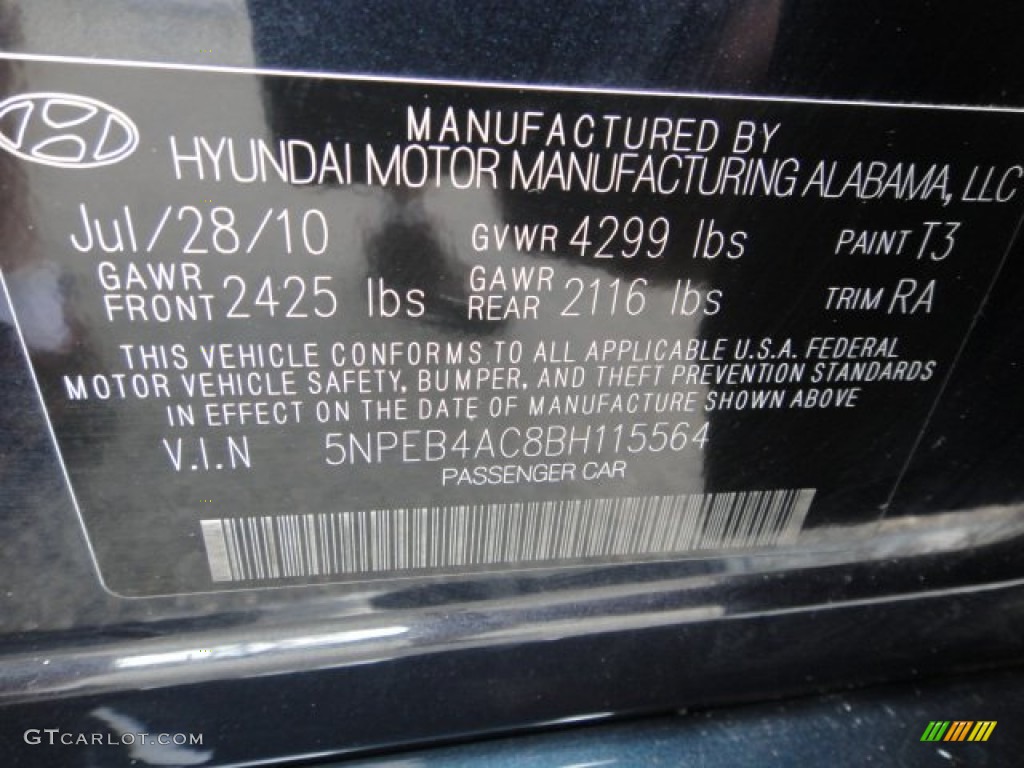 MANUFACTURED BY
HYUNDAI MOTOR MANUFACTURING ALABAMA, LLC
Jul/28/10 GVWR 4299 lbs PAINT T3
GAWR FRONT 2425 lbs GAWR REAR 2116 lbs TRIM RA
THIS VEHICLE CONFORMS TO ALL APPLICABLE U.S.A. FEDERAL
MOTOR VEHICLE SAFETY, BUMPER, AND THEFT PREVENTION STANDARDS
IN EFFECT ON THE DATE OF MANUFACTURE SHOWN ABOVE
V.I.N 5NPEB4AC8BH115564
PASSENGER CAR
GTCARLOT.COM